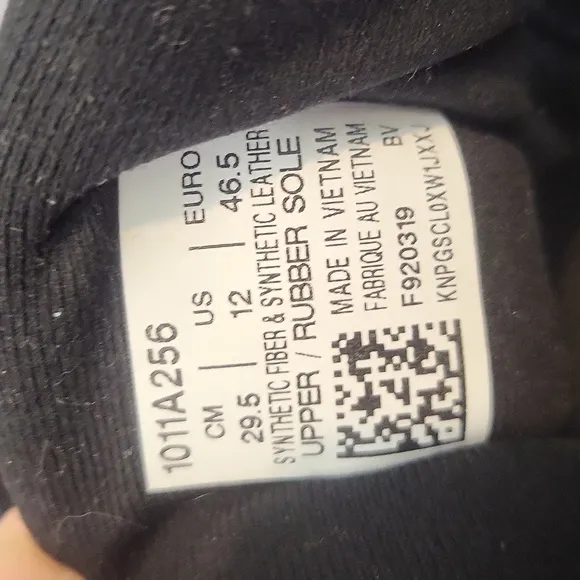 1011A256
CM | US | EURO
29.5 | 12 | 46.5
SYNTHETIC FIBER & SYNTHETIC LEATHER
UPPER / RUBBER SOLE
MADE IN VIETNAM
FABRIQUE AU VIETNAM
F920319 BV